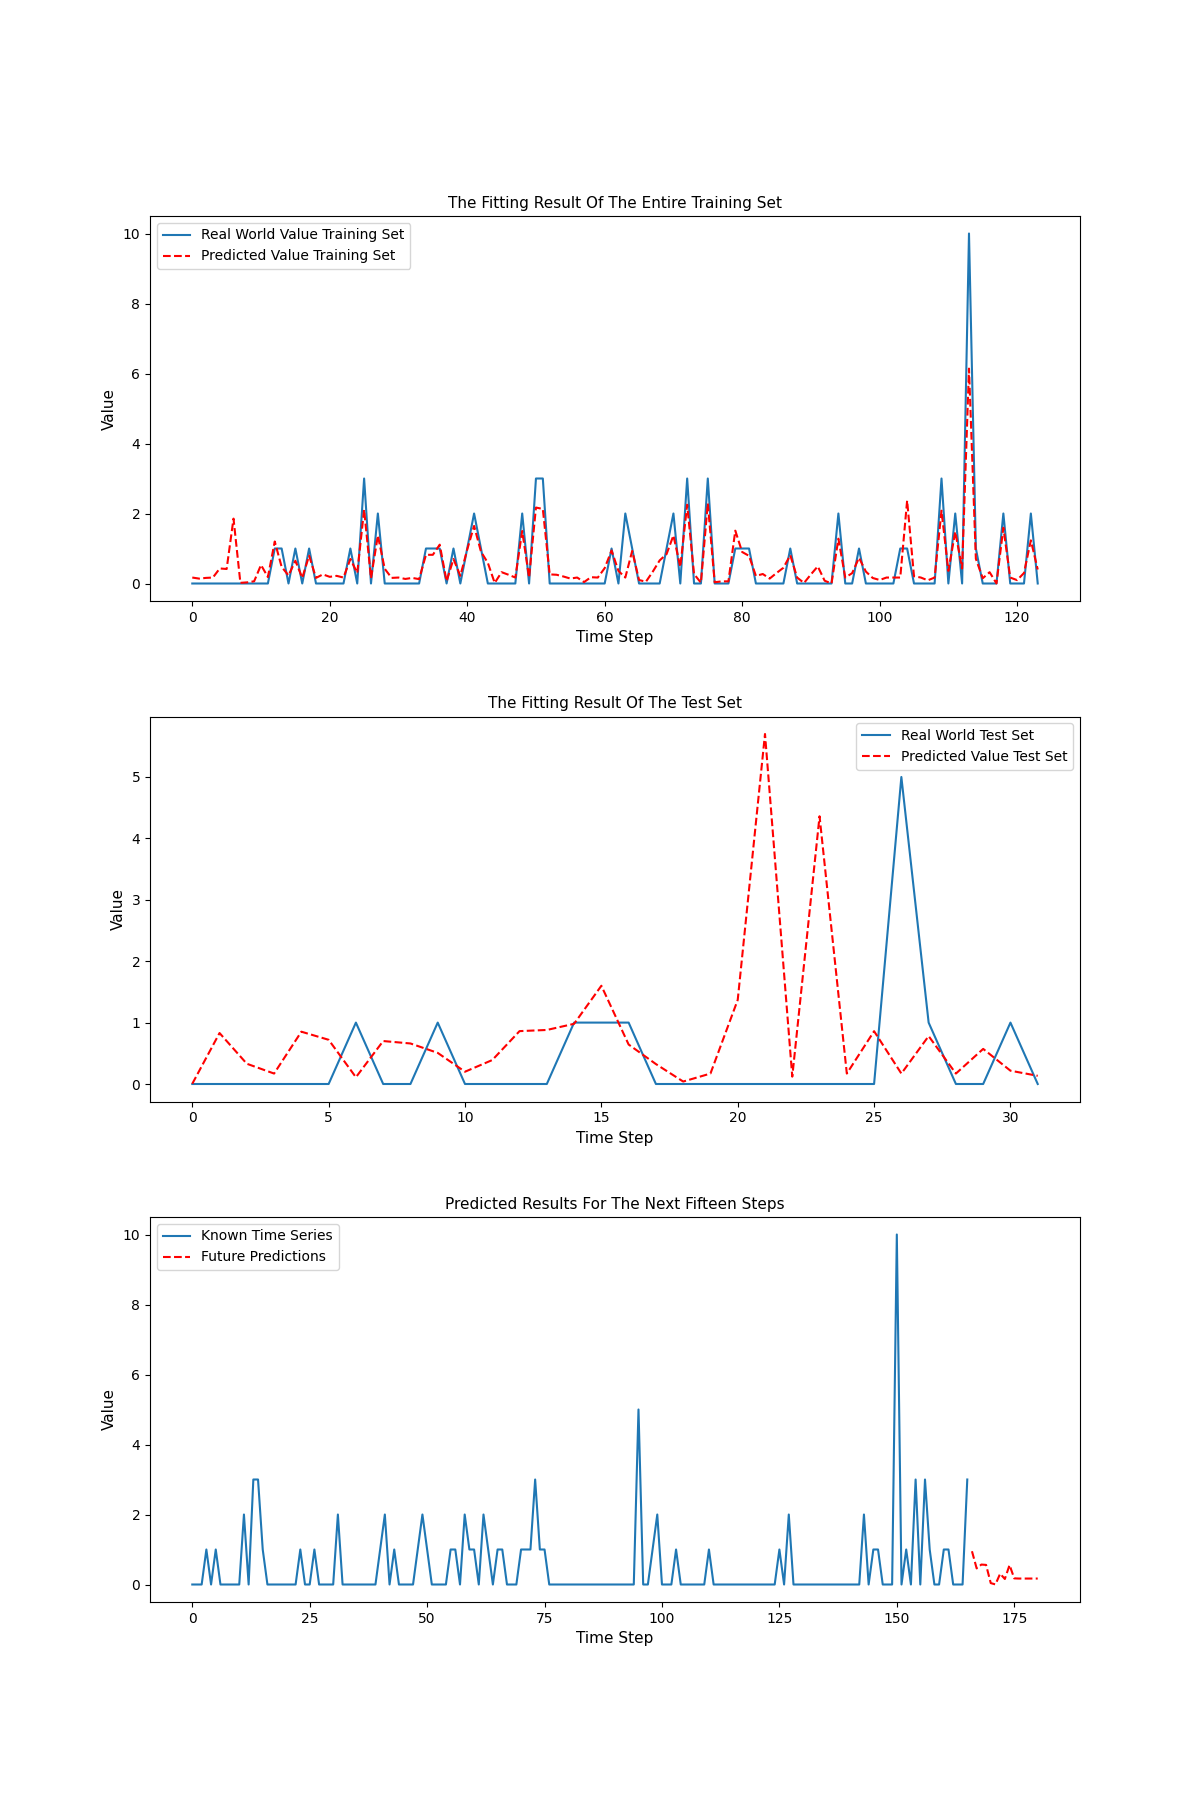 The Fitting Result Of The Entire Training Set
Real World Value Training Set
Predicted Value Training Set
10
8
6
4
2
0
Value
0 20 40 60 80 100 120
Time Step
The Fitting Result Of The Test Set
Real World Test Set
Predicted Value Test Set
5
4
3
2
1
0
Value
0 5 10 15 20 25 30
Time Step
Predicted Results For The Next Fifteen Steps
Known Time Series
Future Predictions
10
8
6
4
2
0
Value
0 25 50 75 100 125 150 175
Time Step